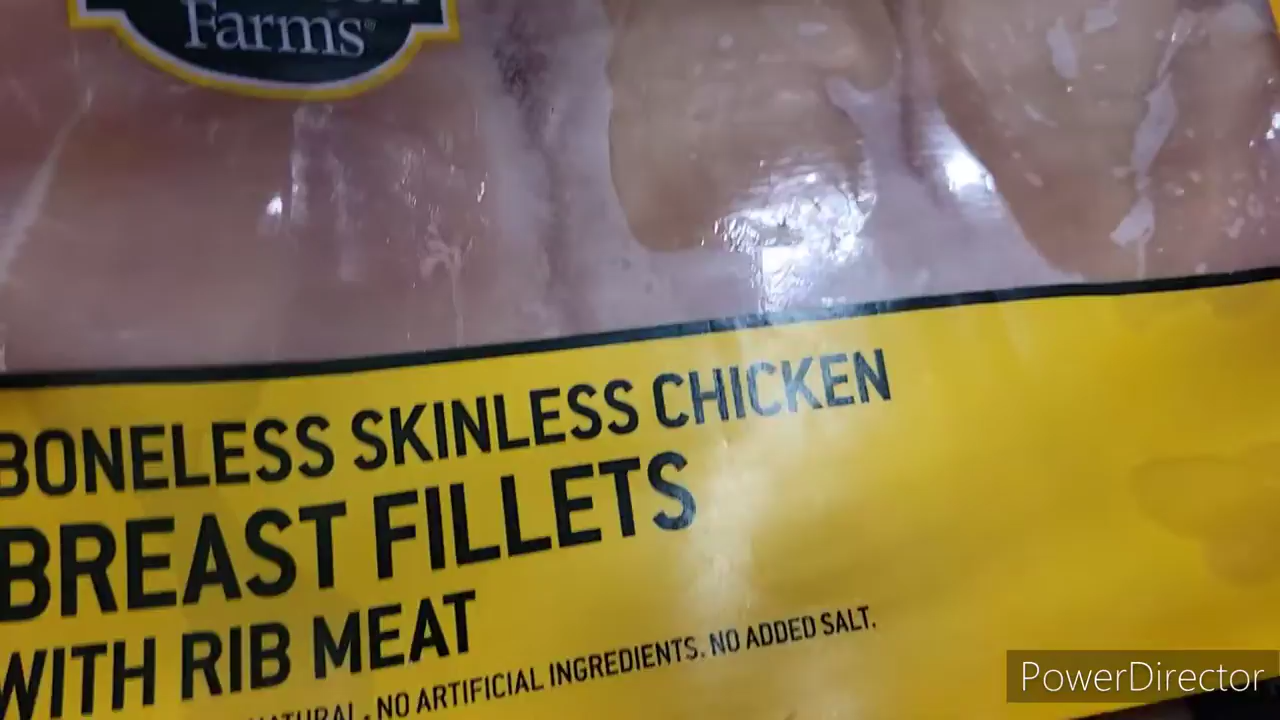 Farms®
BONELESS SKINLESS CHICKEN
BREAST FILLETS
WITH RIB MEAT
NATURAL. NO ARTIFICIAL INGREDIENTS. NO ADDED SALT.
PowerDirector